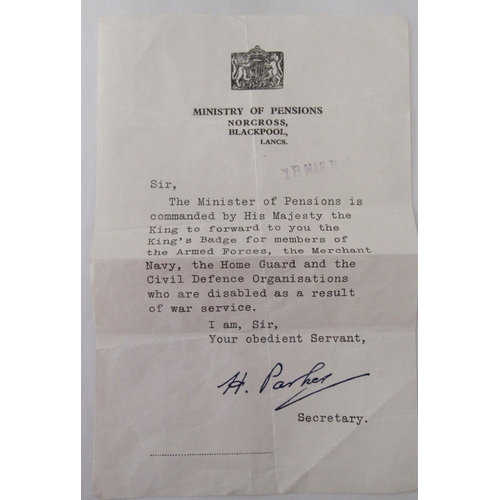 MINISTRY OF PENSIONS
NORCROSS,
BLACKPOOL,
LANCS.
18 MAR
Sir,
The Minister of Pensions is
commanded by His Majesty the
King to forward to you the
King's Badge for members of
the Armed Forces, the Merchant
Navy, the Home Guard and the
Civil Defence Organisations
who are disabled as a result
of war service.
I am, Sir,
Your obedient Servant,
H. Parker
Secretary.